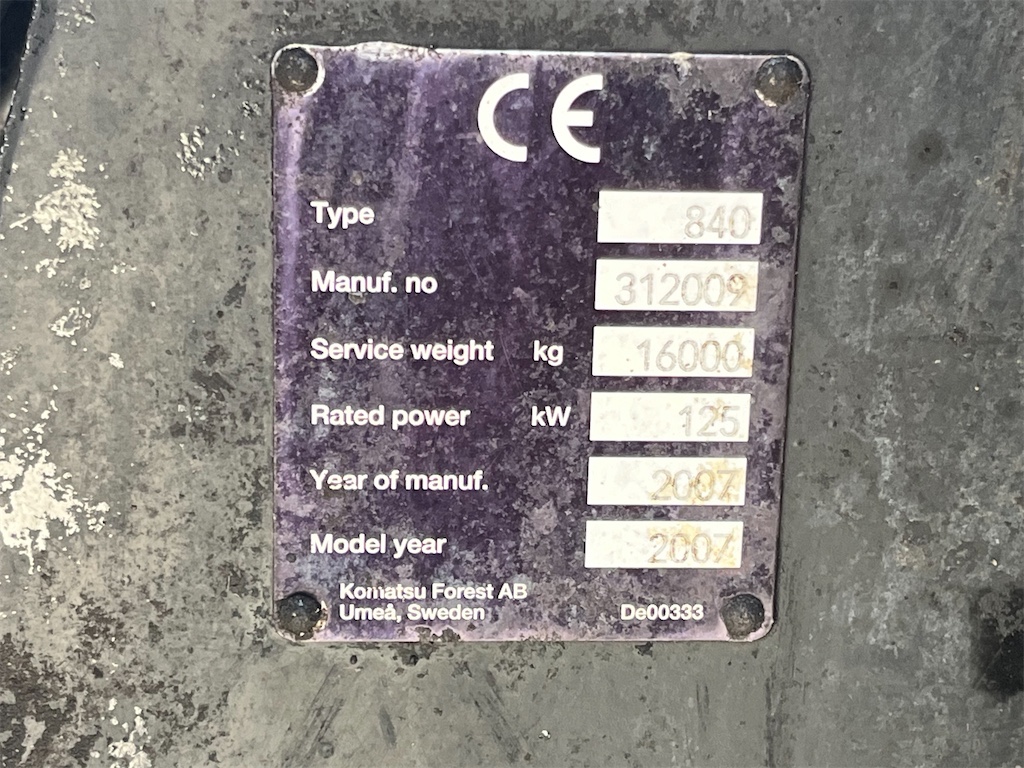 CE
Type 840
Manuf. no 312009
Service weight kg 16000
Rated power kW 125
Year of manuf. 2007
Model year 2007
Komatsu Forest AB
Umeå, Sweden De00333